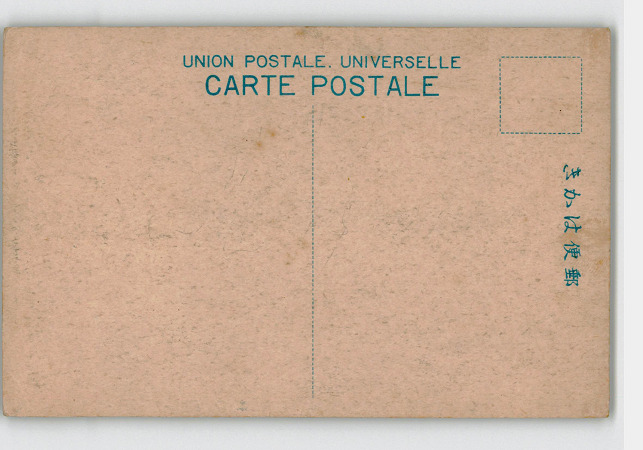 UNION POSTALE. UNIVERSELLE
CARTE POSTALE
きかは便郵